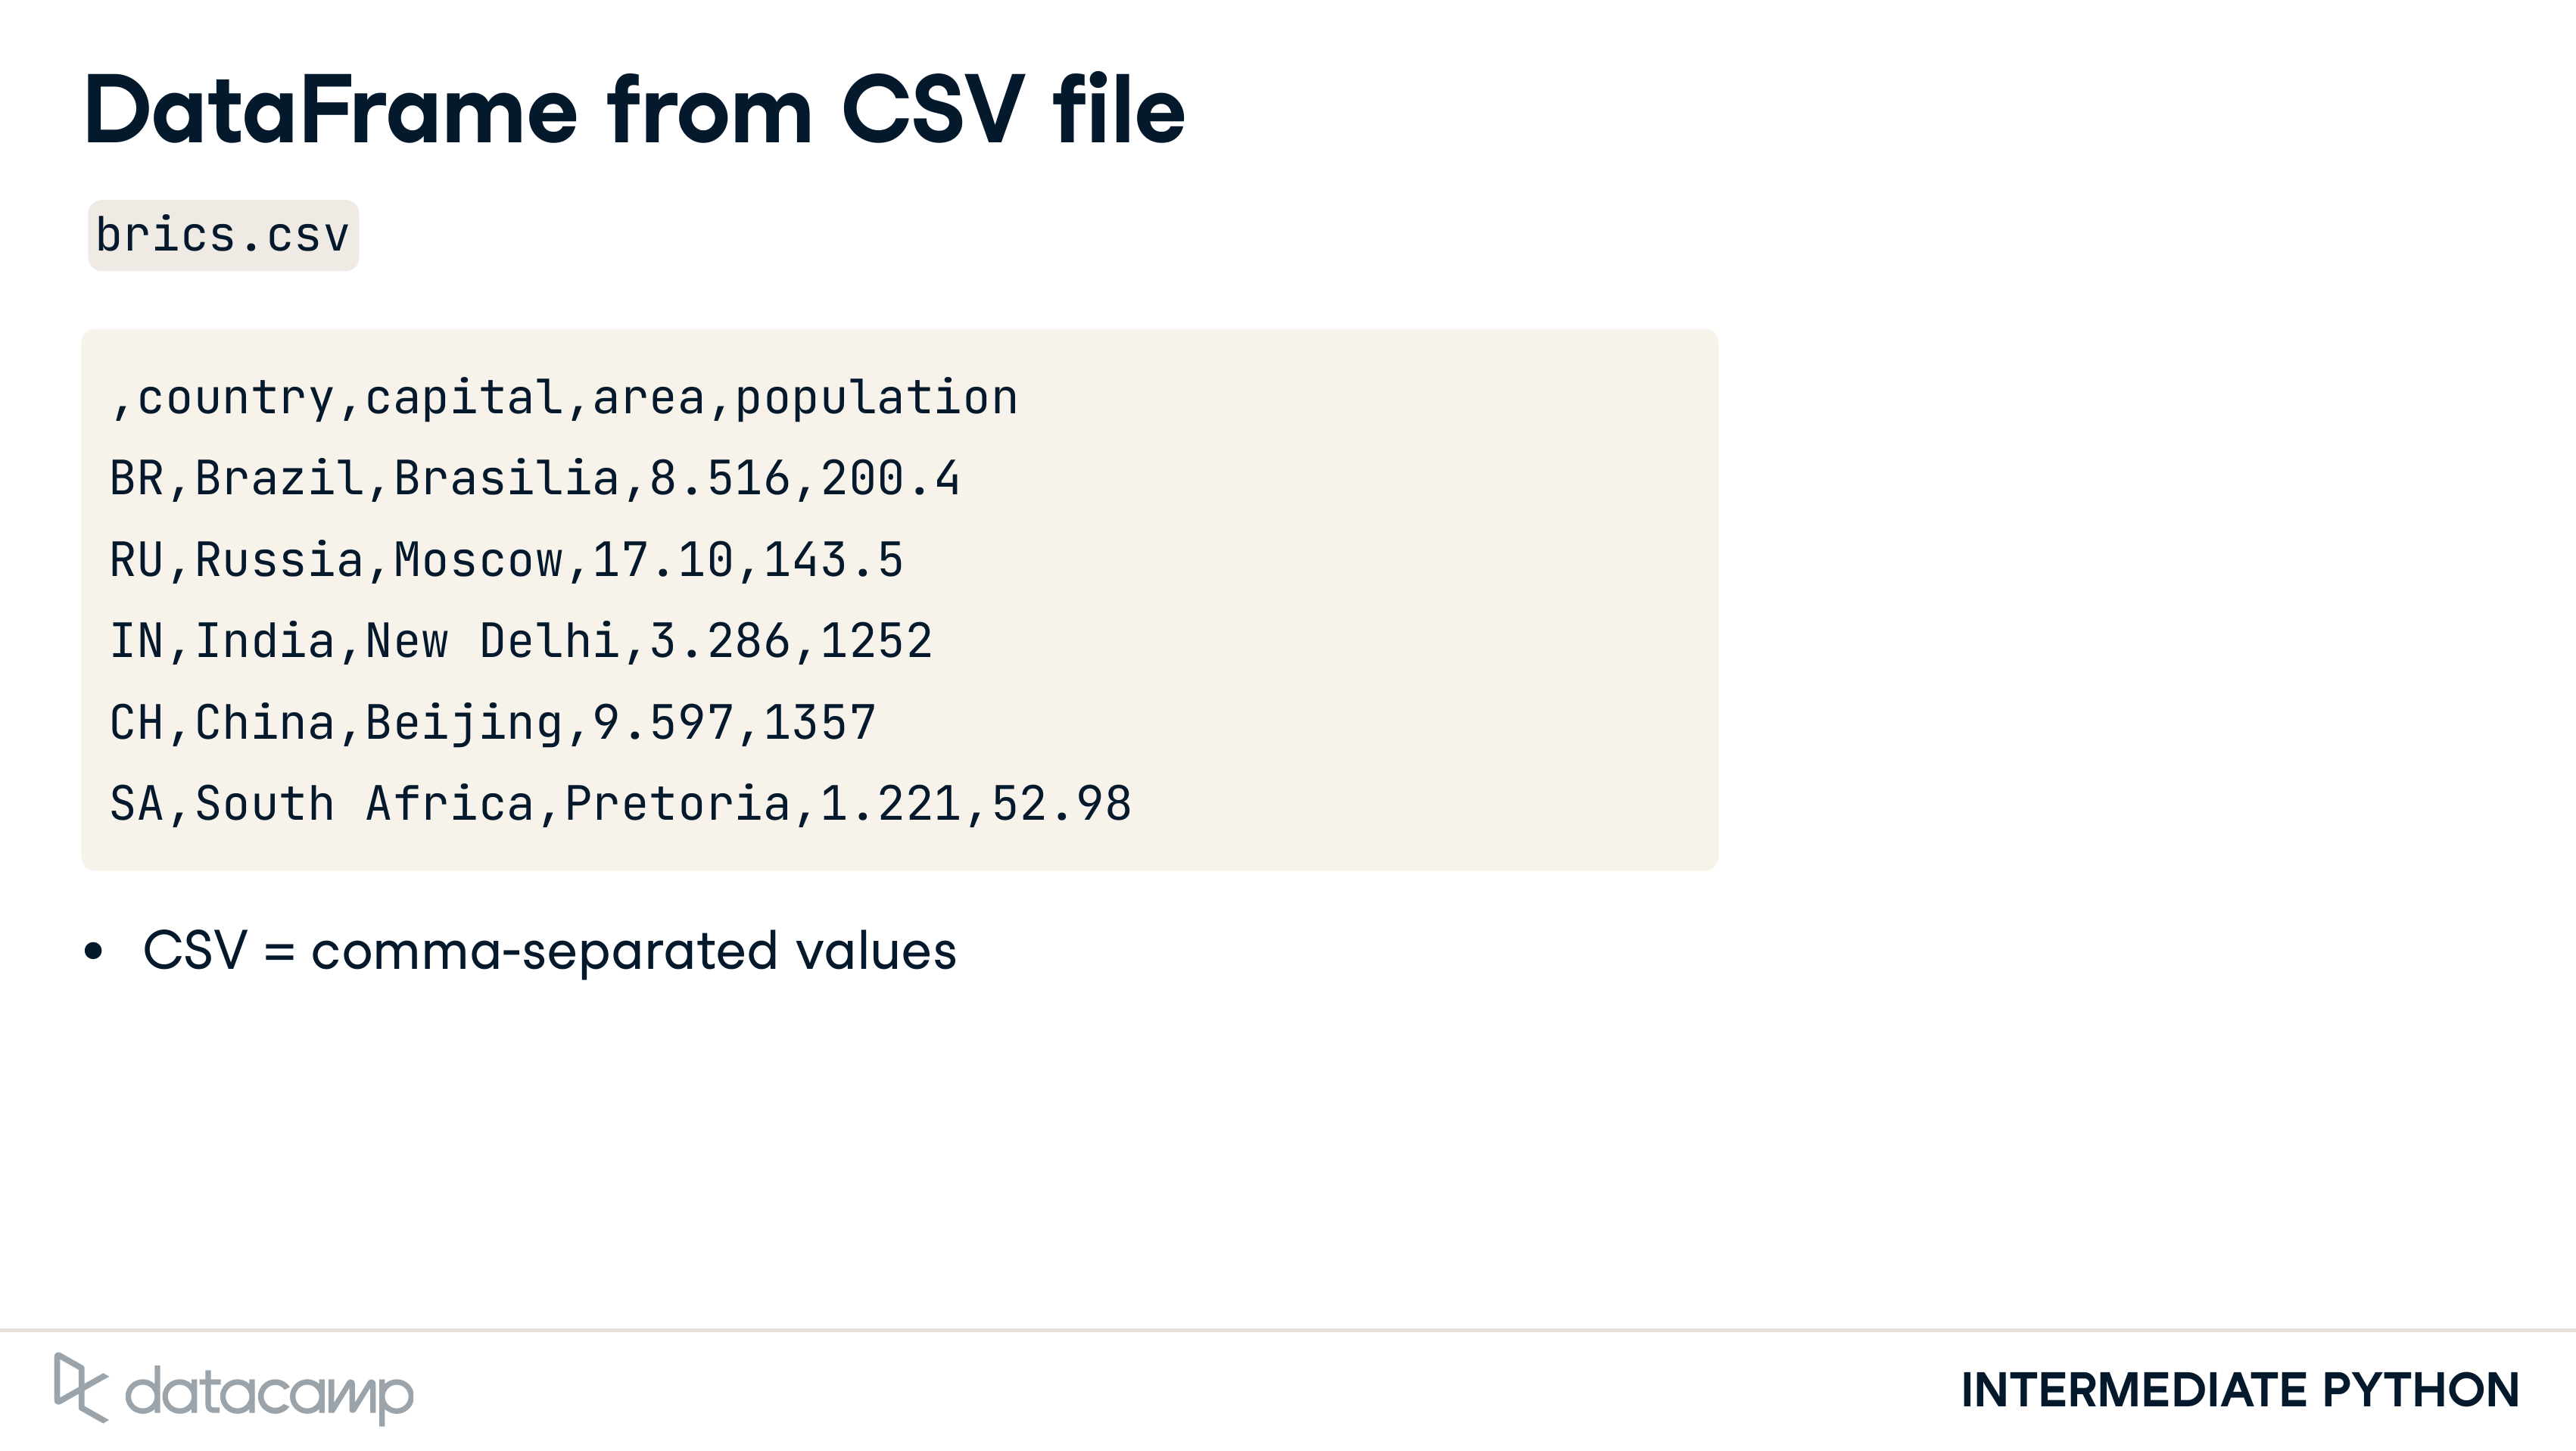 DataFrame from CSV file
brics.csv
,country,capital,area,population
BR,Brazil,Brasilia,8.516,200.4
RU,Russia,Moscow,17.10,143.5
IN,India,New Delhi,3.286,1252
CH,China,Beijing,9.597,1357
SA,South Africa,Pretoria,1.221,52.98
• CSV = comma-separated values
datacamp
INTERMEDIATE PYTHON